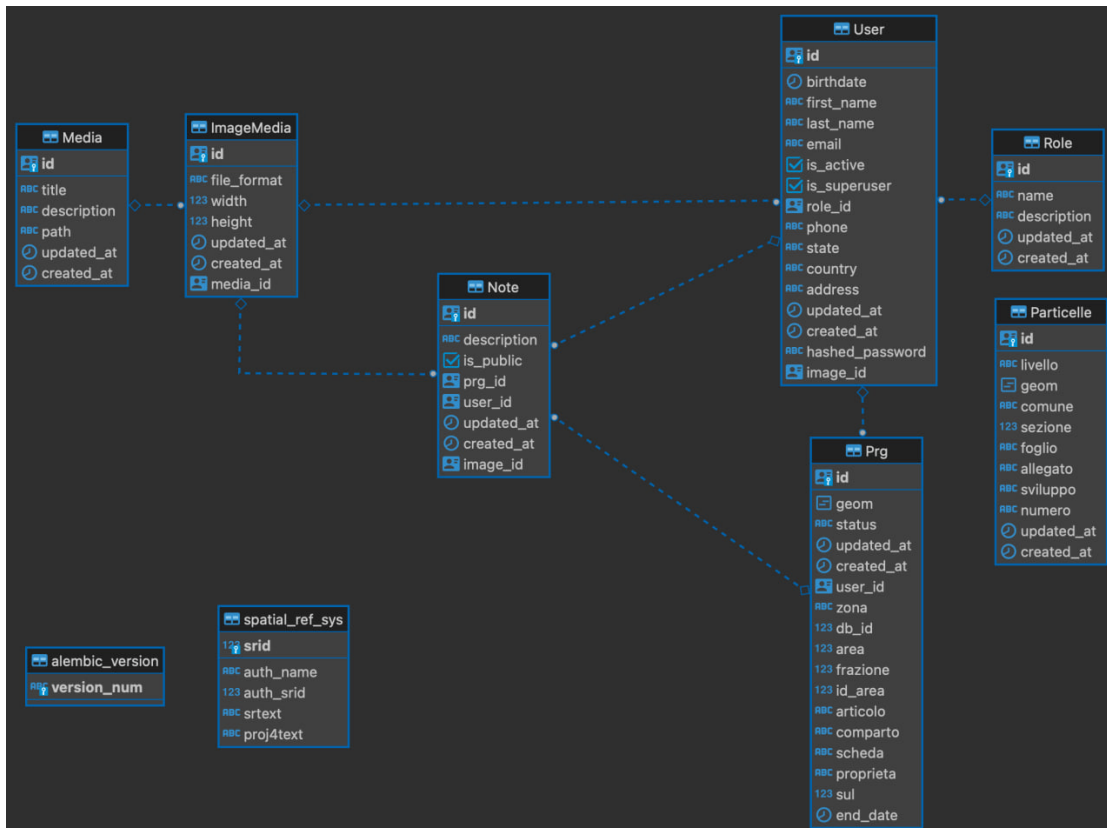 Media
id
title
description
path
updated_at
created_at
ImageMedia
id
file_format
width
height
updated_at
created_at
media_id
Note
id
description
is_public
prg_id
user_id
updated_at
created_at
image_id
User
id
birthdate
first_name
last_name
email
is_active
is_superuser
role_id
phone
state
country
address
updated_at
created_at
hashed_password
image_id
Role
id
name
description
updated_at
created_at
Particelle
id
livello
geom
comune
sezione
foglio
allegato
sviluppo
numero
updated_at
created_at
Prg
id
geom
status
updated_at
created_at
user_id
zona
db_id
area
frazione
id_area
articolo
comparto
scheda
proprieta
sul
end_date
spatial_ref_sys
srid
auth_name
auth_srid
srtext
proj4text
alembic_version
version_num